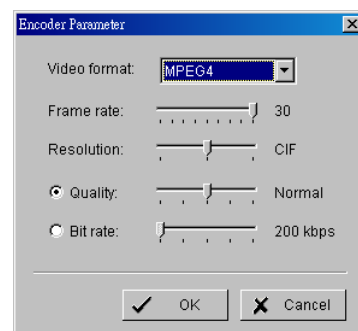 Encoder Parameter
Video format: MPEG4
Frame rate: 30
Resolution: CIF
Quality: Normal
Bit rate: 200 kbps
OK Cancel